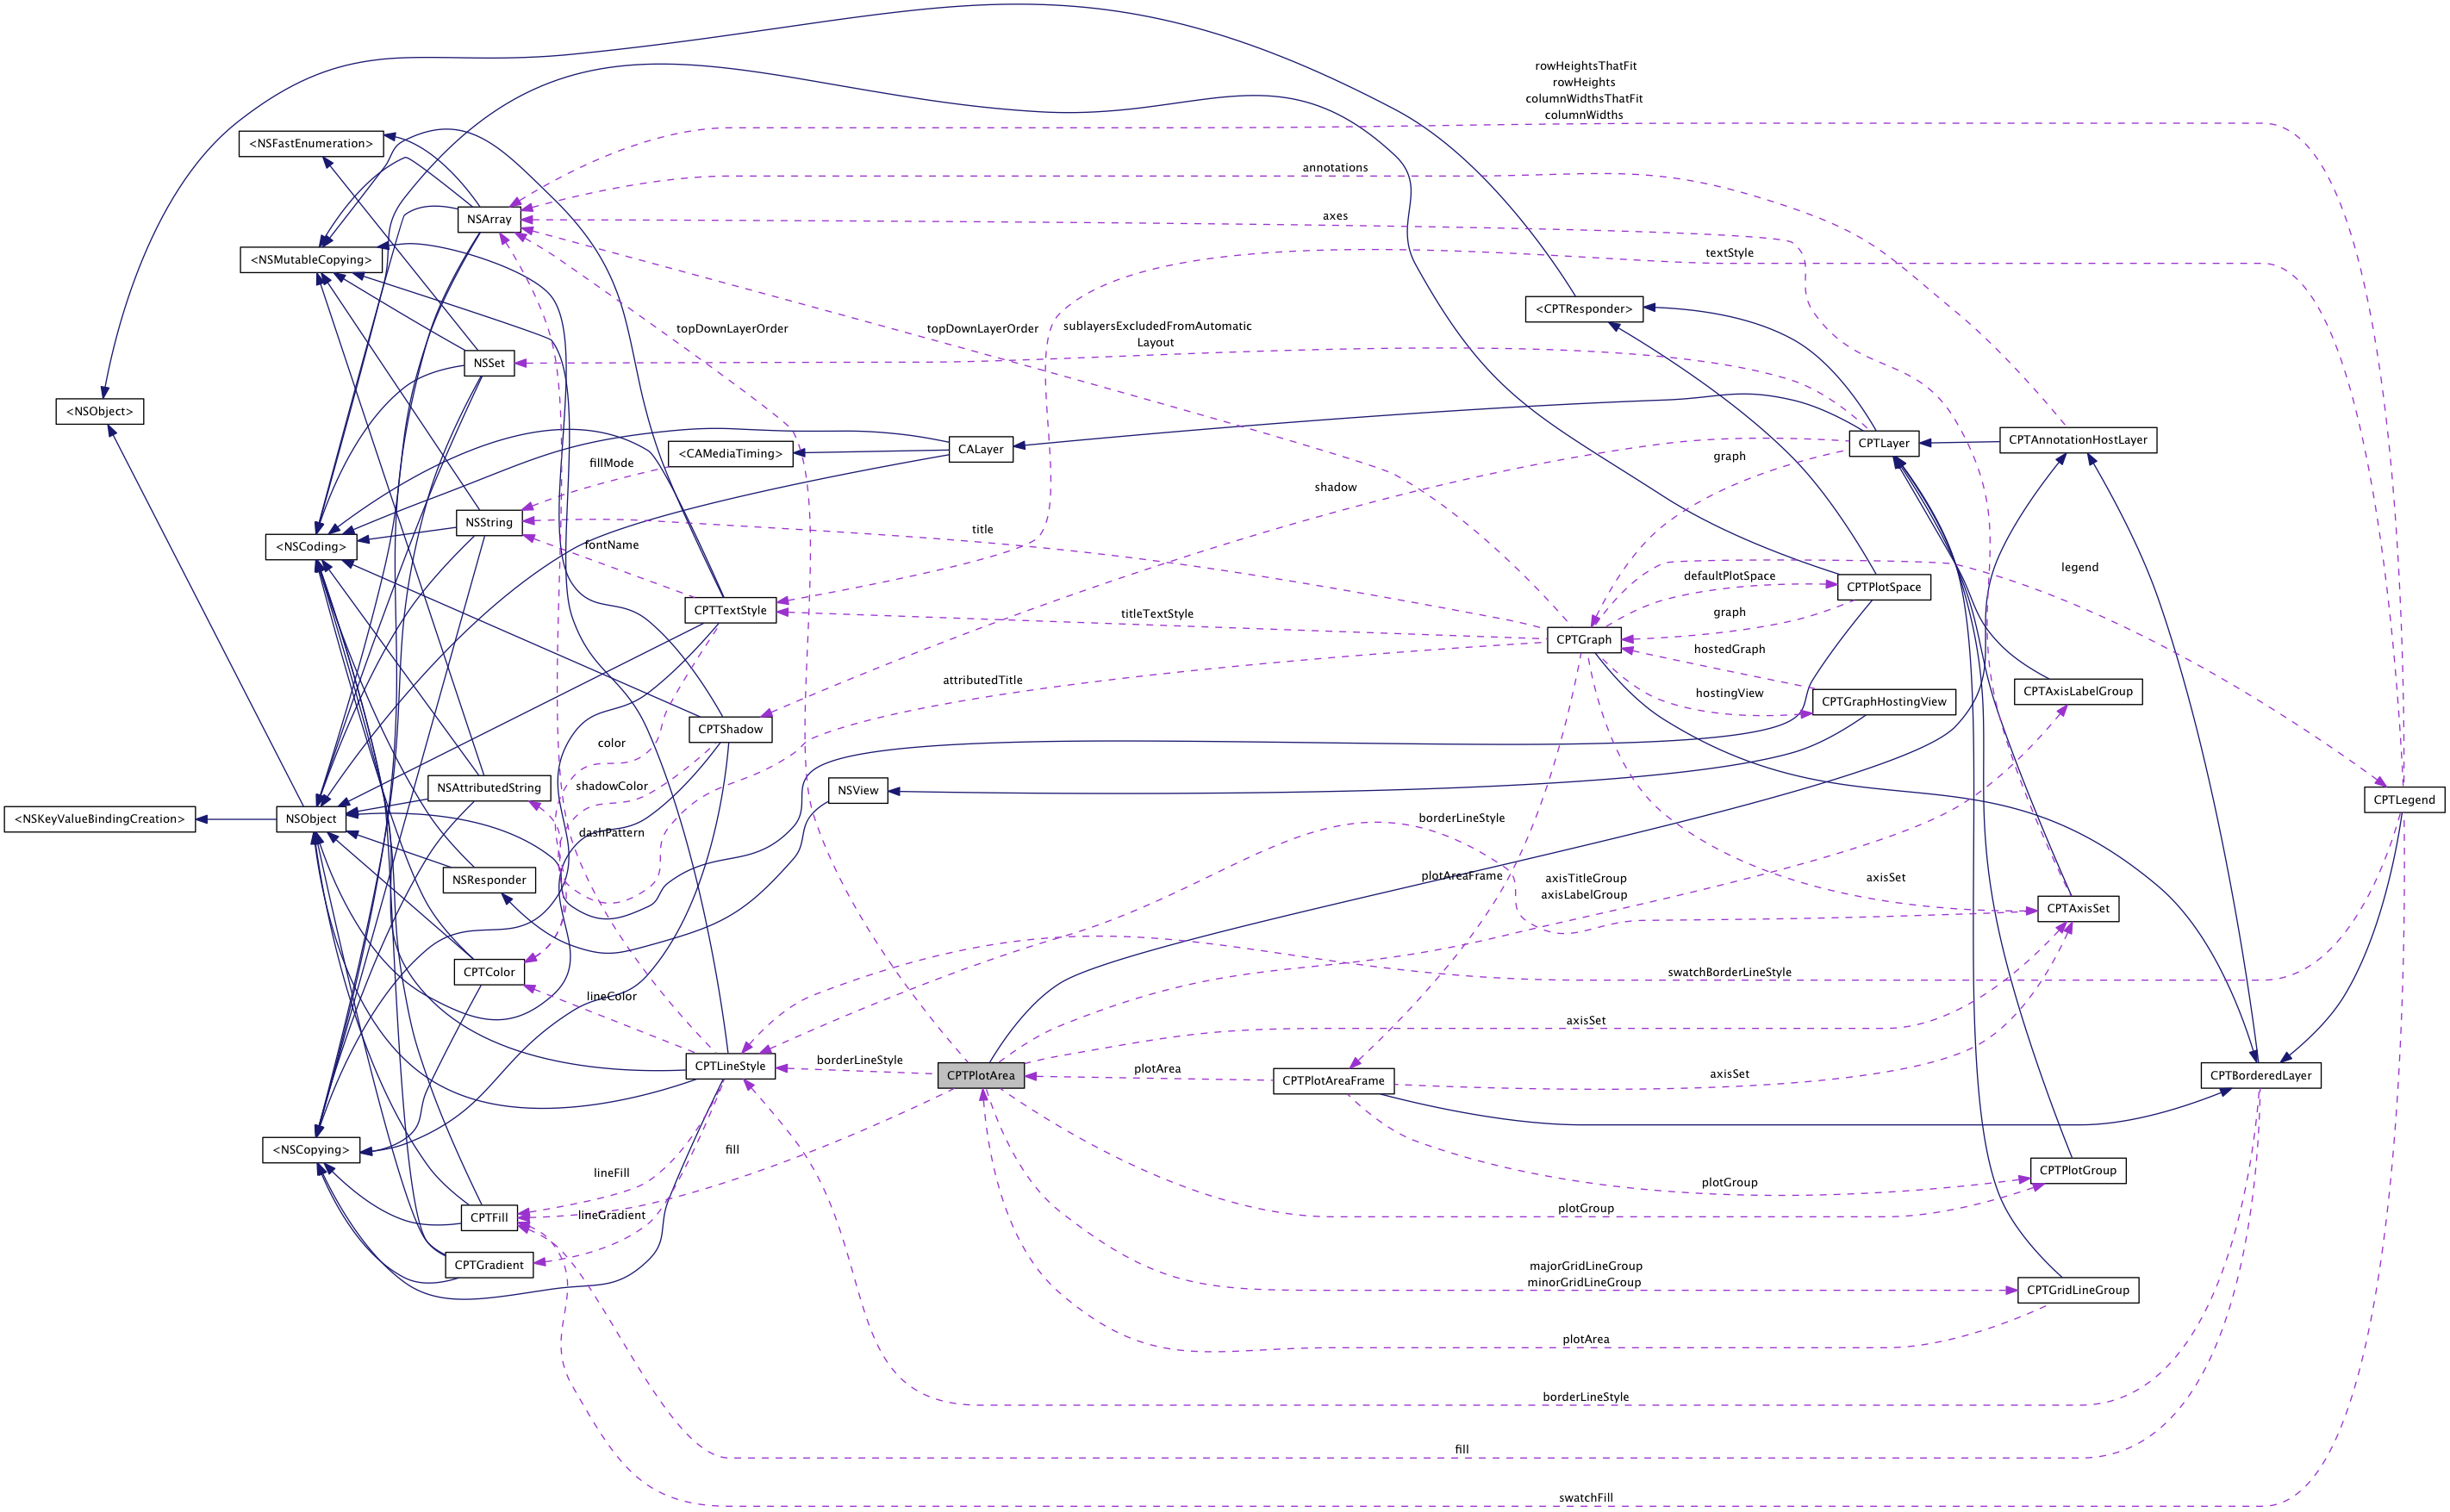 rowHeightsThatFit
rowHeights
columnWidthsThatFit
columnWidths
<NSFastEnumeration>
annotations
NSArray
axes
<NSMutableCopying>
textStyle
<CPTResponder>
topDownLayerOrder
topDownLayerOrder
sublayersExcludedFromAutomatic
Layout
NSSet
<NSObject>
CPTLayer
CPTAnnotationHostLayer
<CAMediaTiming>
CALayer
graph
fillMode
shadow
NSString
title
<NSCoding>
fontName
legend
defaultPlotSpace
CPTPlotSpace
CPTTextStyle
titleTextStyle
graph
CPTGraph
hostedGraph
attributedTitle
CPTAxisLabelGroup
hostingView
CPTGraphHostingView
CPTShadow
color
shadowColor
NSAttributedString
NSView
CPTLegend
<NSKeyValueBindingCreation>
NSObject
dashPattern
borderLineStyle
NSResponder
plotAreaFrame
axisTitleGroup
axisLabelGroup
axisSet
CPTAxisSet
CPTColor
swatchBorderLineStyle
lineColor
axisSet
CPTLineStyle
borderLineStyle
CPTPlotArea
plotArea
CPTPlotAreaFrame
axisSet
CPTBorderedLayer
<NSCopying>
fill
lineFill
CPTPlotGroup
plotGroup
CPTFill
lineGradient
plotGroup
CPTGradient
majorGridLineGroup
minorGridLineGroup
CPTGridLineGroup
plotArea
borderLineStyle
fill
swatchFill